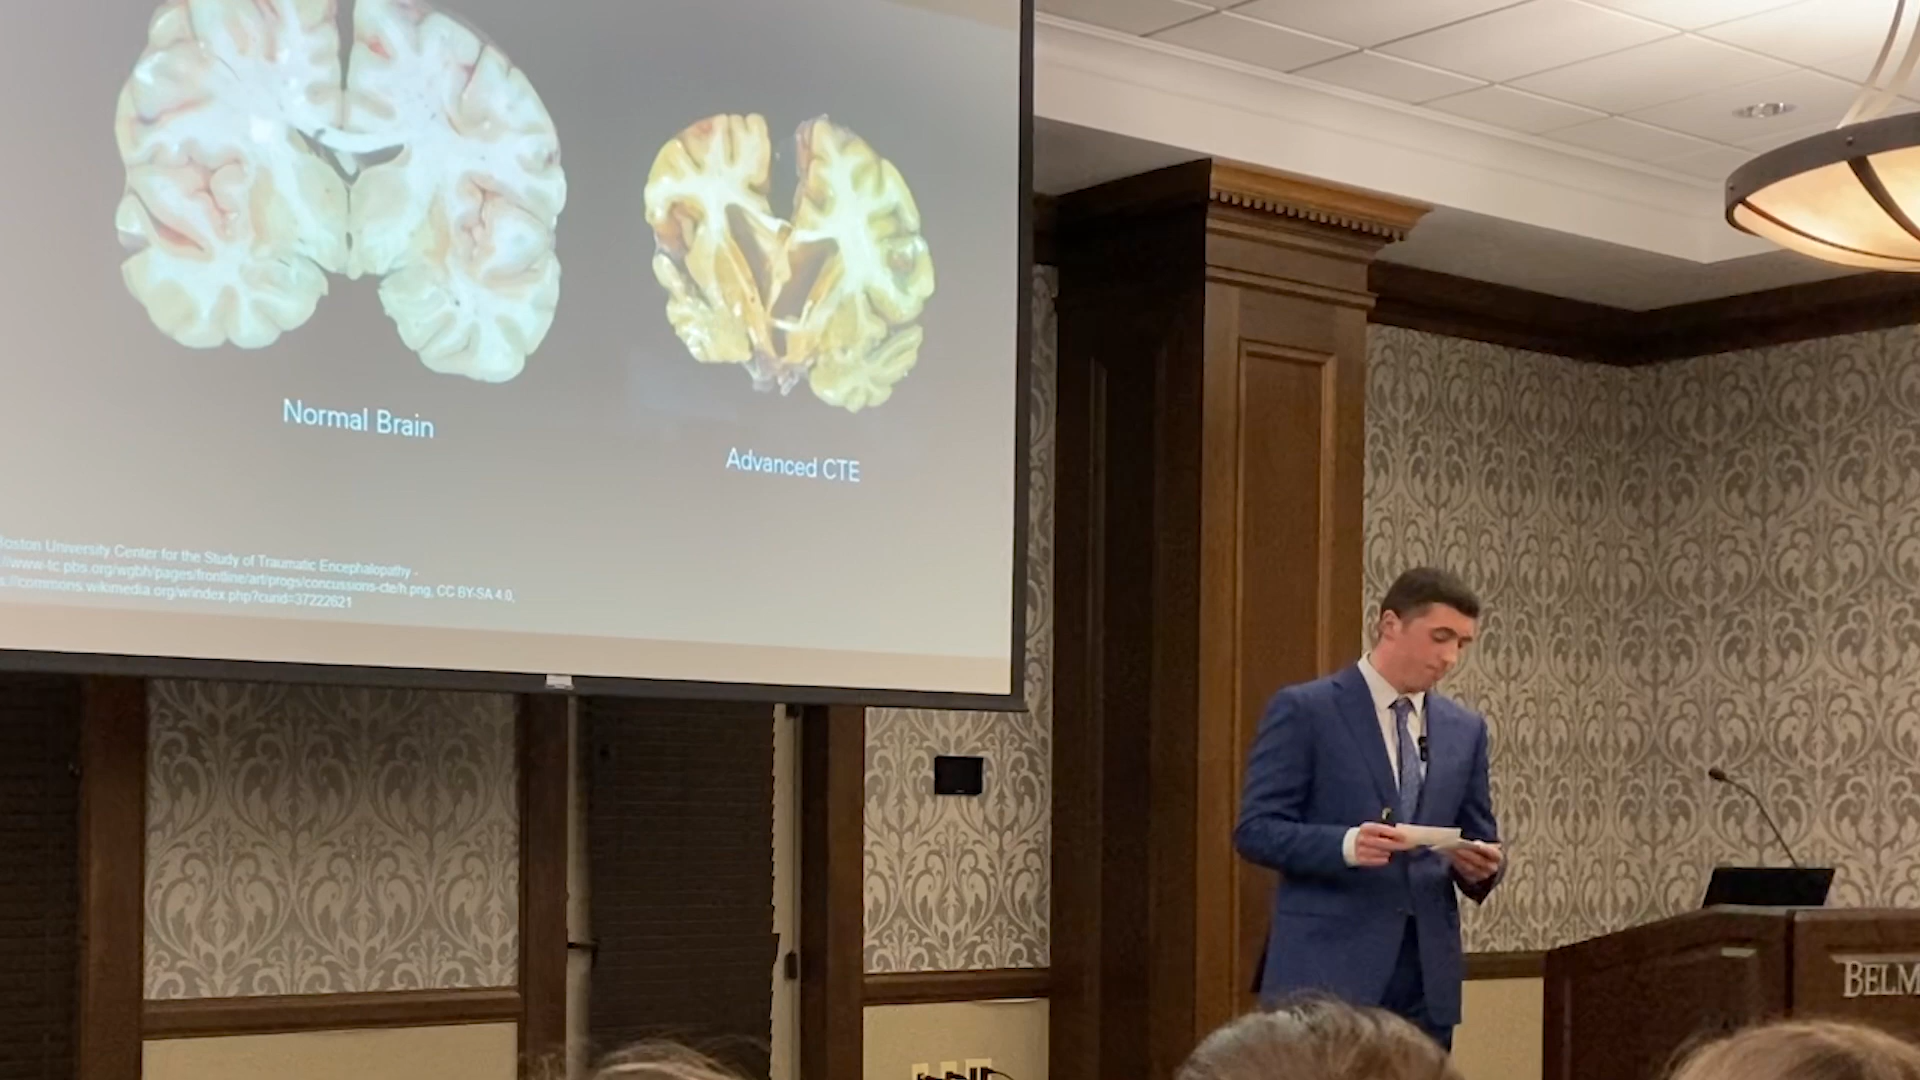 Normal Brain
Advanced CTE
Boston University Center for the Study of Traumatic Encephalopathy -
://www-tc.pbs.org/wgbh/pages/frontline/art/progs/concussions-cte/h.png, CC BY-SA 4.0,
s://commons.wikimedia.org/w/index.php?curid=37222621
BELM